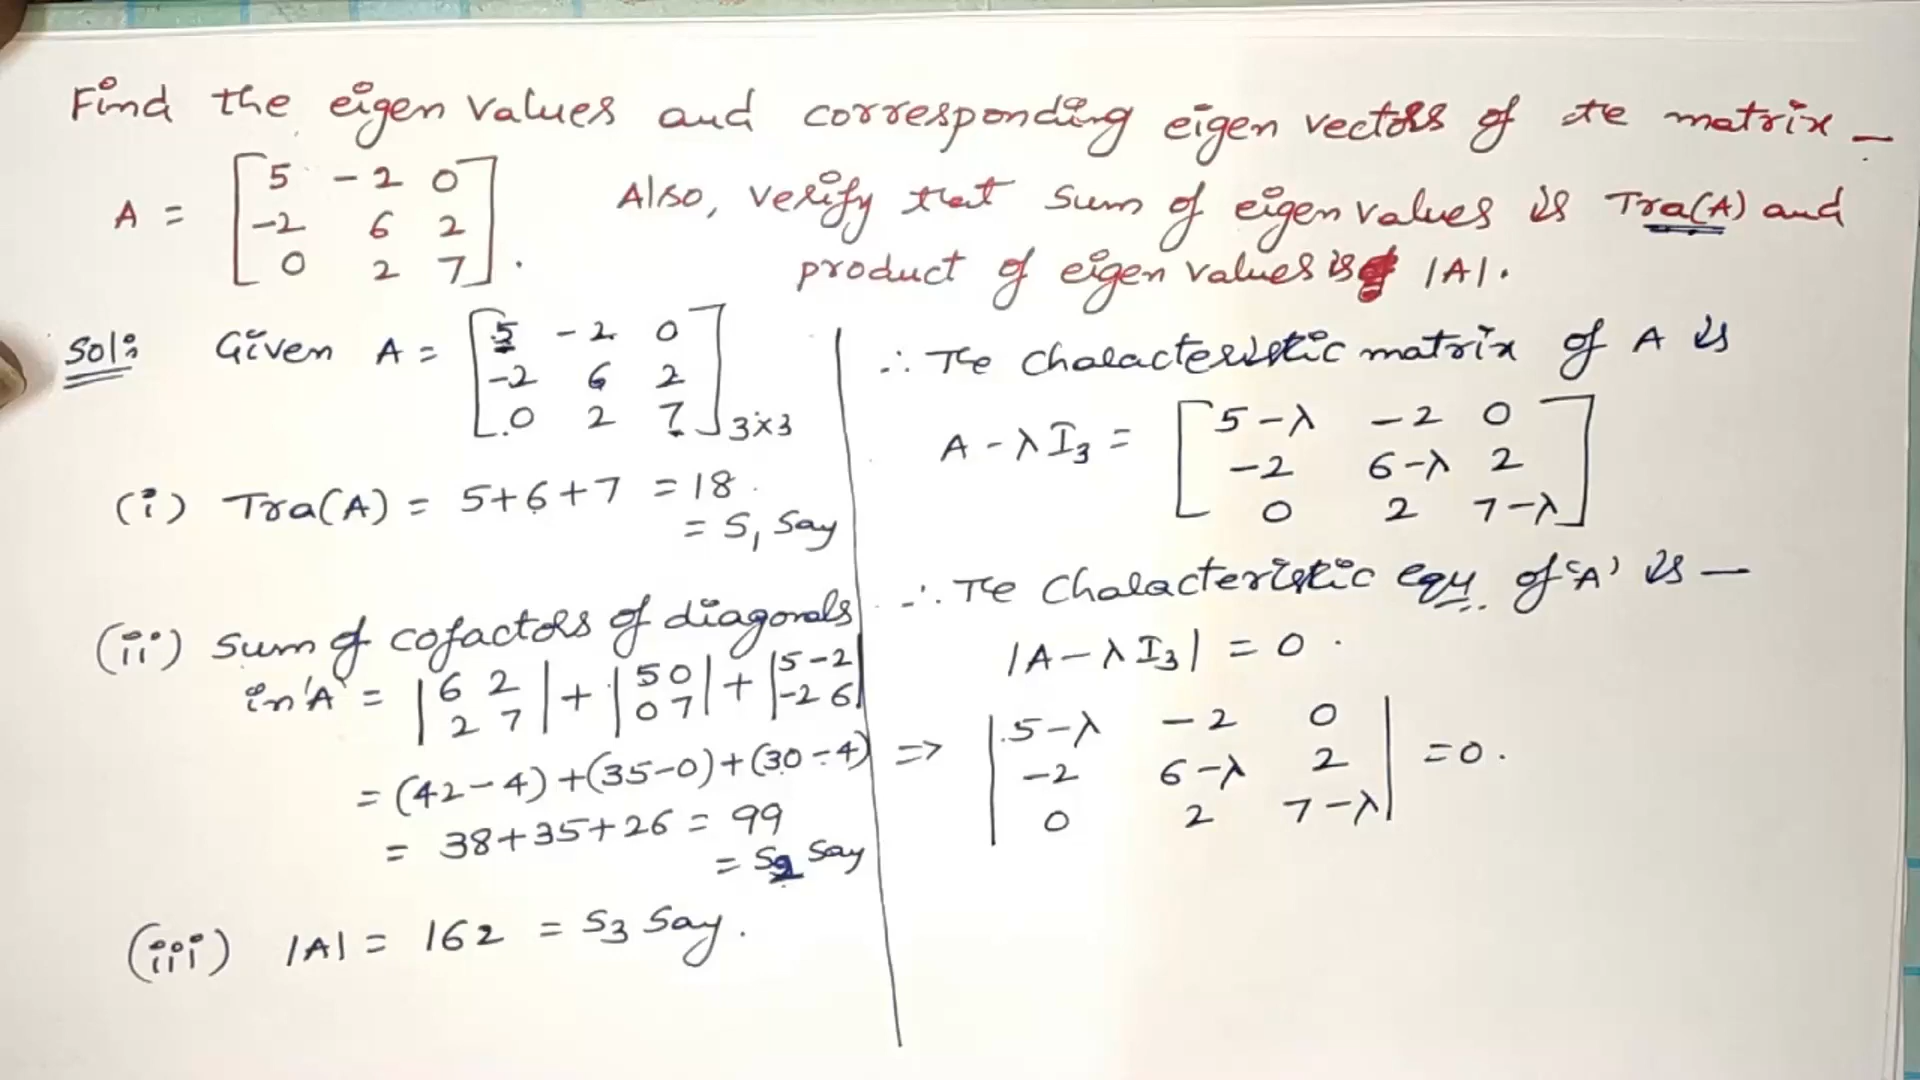 Find the eigen values and corresponding eigen vectors of the matrix –
A = [5 -2 0
-2 6 2
0 2 7].
Also, verify that sum of eigen values is Tra(A) and
product of eigen values is |A|.
Sol: Given A = [5 -2 0
-2 6 2
0 2 7]3×3
(i) Tra(A) = 5+6+7 = 18
= S1 Say
(ii) Sum of cofactors of diagonals
in 'A' = |6 2
2 7| + |5 0
0 7| + |5 -2
-2 6|
= (42-4)+(35-0)+(30-4)
= 38+35+26 = 99
= S2 Say
(iii) |A| = 162 = S3 Say.
∴ The Characteristic matrix of A is
A-λI3 = [5-λ -2 0
-2 6-λ 2
0 2 7-λ]
∴ The Characteristic equ. of 'A' is —
|A-λI3| = 0.
=> |5-λ -2 0
-2 6-λ 2
0 2 7-λ| = 0.